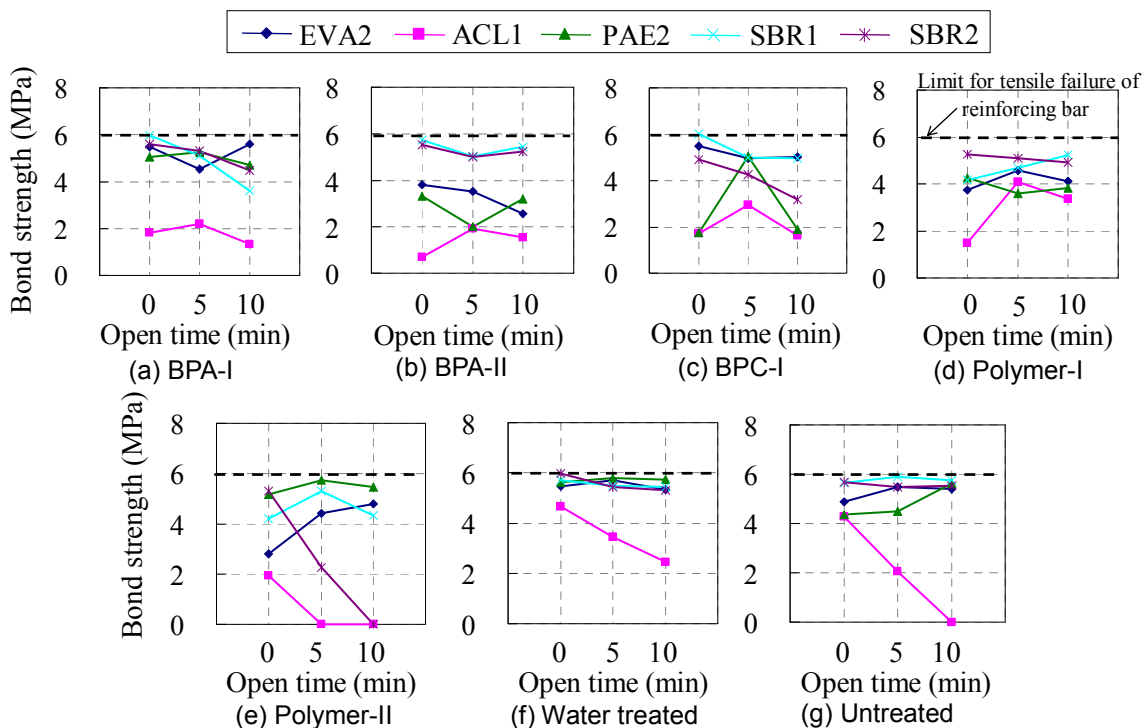 EVA2 ACL1 PAE2 SBR1 SBR2
Bond strength (MPa)
8
6
4
2
0
0 5 10
Open time (min)
(a) BPA-I
8
6
4
2
0
0 5 10
Open time (min)
(b) BPA-II
8
6
4
2
0
0 5 10
Open time (min)
(c) BPC-I
Limit for tensile failure of
reinforcing bar
8
6
4
2
0
0 5 10
Open time (min)
(d) Polymer-I
Bond strength (MPa)
8
6
4
2
0
0 5 10
Open time (min)
(e) Polymer-II
8
6
4
2
0
0 5 10
Open time (min)
(f) Water treated
8
6
4
2
0
0 5 10
Open time (min)
(g) Untreated